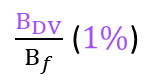 B_DV / B_f (1%)